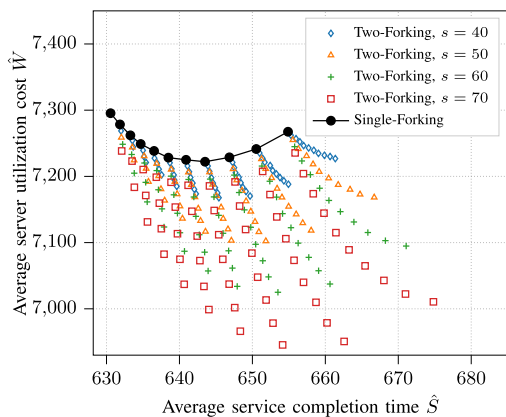 7,400
7,300
7,200
7,100
7,000
Average server utilization cost Ŵ
630
640
650
660
670
680
Average service completion time Ŝ
Two-Forking, s = 40
Two-Forking, s = 50
Two-Forking, s = 60
Two-Forking, s = 70
Single-Forking